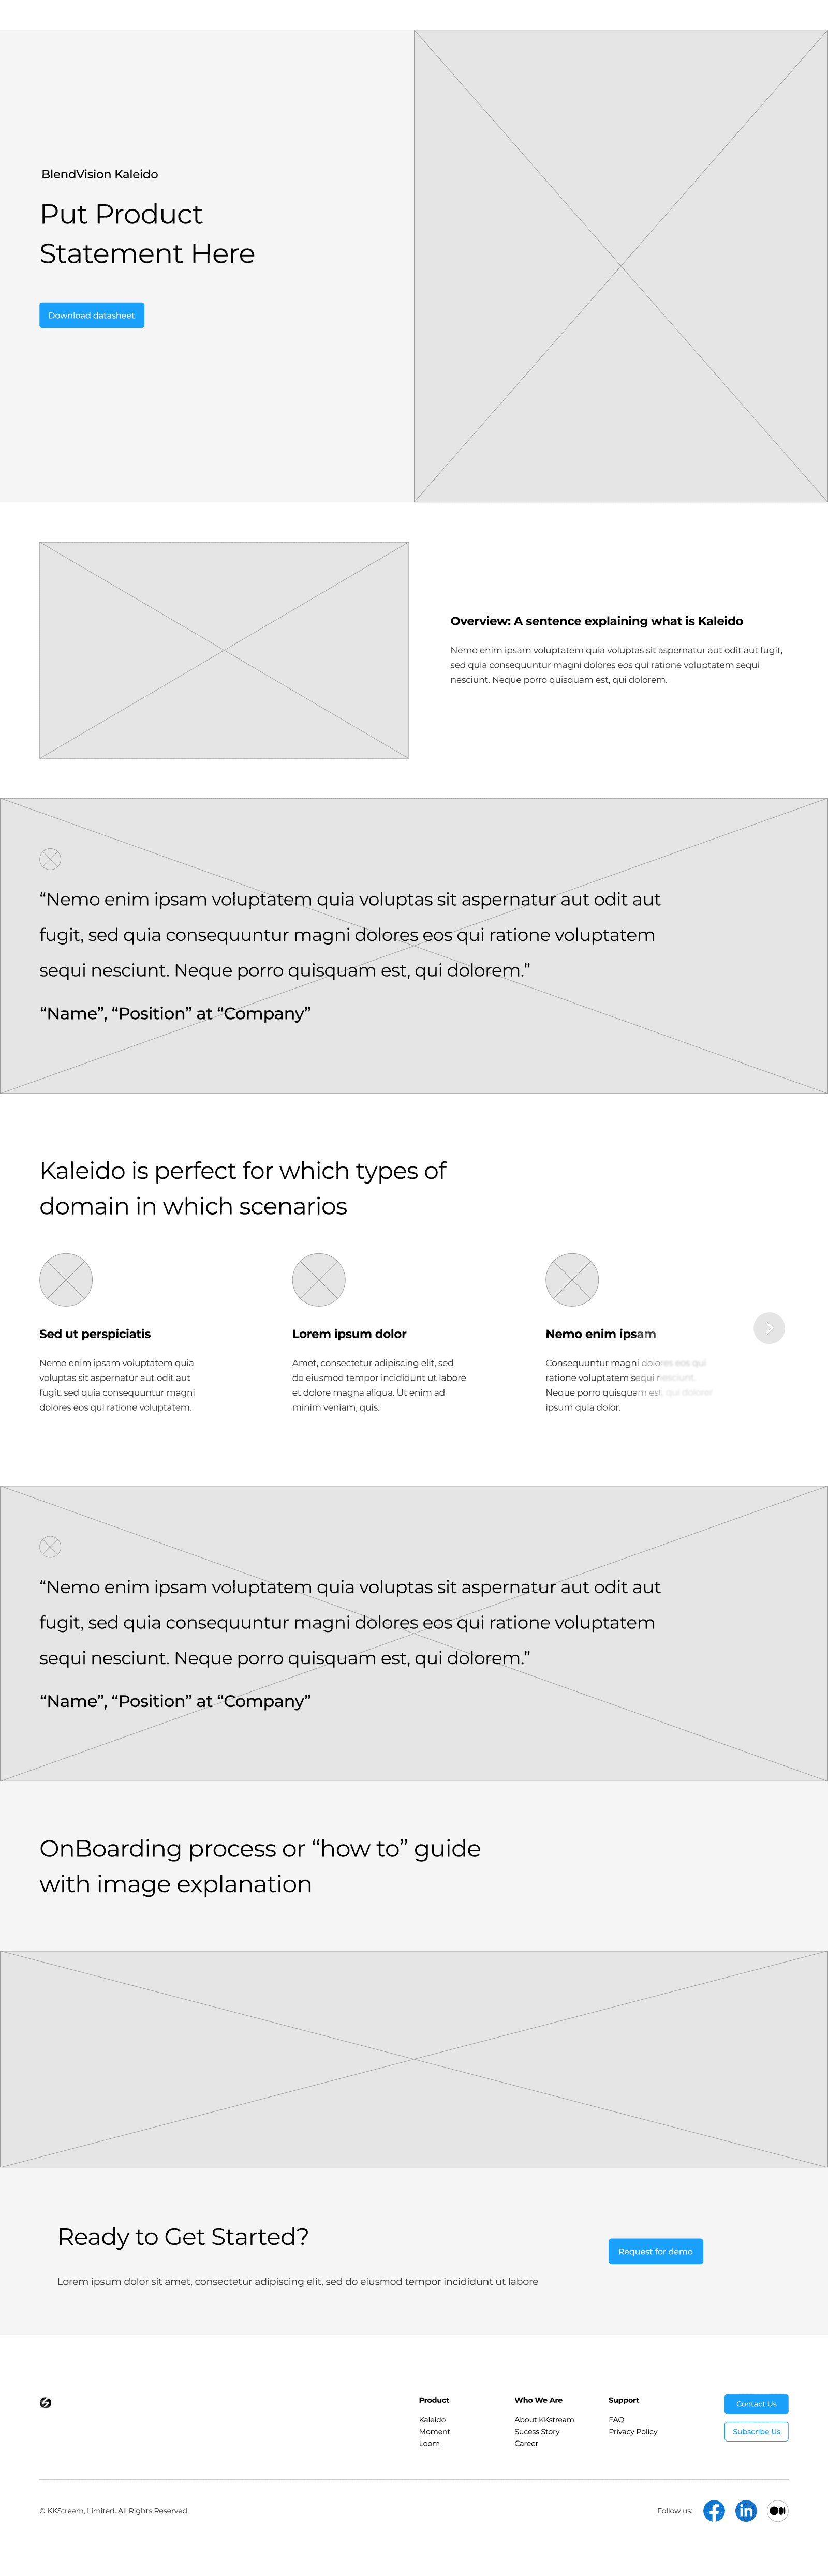 BlendVision Kaleido
Put Product
Statement Here
Download datasheet
Overview: A sentence explaining what is Kaleido
Nemo enim ipsam voluptatem quia voluptas sit aspernatur aut odit aut fugit,
sed quia consequuntur magni dolores eos qui ratione voluptatem sequi
nesciunt. Neque porro quisquam est, qui dolorem.
“Nemo enim ipsam voluptatem quia voluptas sit aspernatur aut odit aut
fugit, sed quia consequuntur magni dolores eos qui ratione voluptatem
sequi nesciunt. Neque porro quisquam est, qui dolorem.”
“Name”, “Position” at “Company”
Kaleido is perfect for which types of
domain in which scenarios
Sed ut perspiciatis
Nemo enim ipsam voluptatem quia
voluptas sit aspernatur aut odit aut
fugit, sed quia consequuntur magni
dolores eos qui ratione voluptatem.
Lorem ipsum dolor
Amet, consectetur adipiscing elit, sed
do eiusmod tempor incididunt ut labore
et dolore magna aliqua. Ut enim ad
minim veniam, quis.
Nemo enim ipsam
Consequuntur magni dolores eos qui
ratione voluptatem sequi nesciunt.
Neque porro quisquam est, qui dolorem
ipsum quia dolor.
“Nemo enim ipsam voluptatem quia voluptas sit aspernatur aut odit aut
fugit, sed quia consequuntur magni dolores eos qui ratione voluptatem
sequi nesciunt. Neque porro quisquam est, qui dolorem.”
“Name”, “Position” at “Company”
OnBoarding process or “how to” guide
with image explanation
Ready to Get Started?
Lorem ipsum dolor sit amet, consectetur adipiscing elit, sed do eiusmod tempor incididunt ut labore
Request for demo
Product
Kaleido
Moment
Loom
Who We Are
About KKstream
Sucess Story
Career
Support
FAQ
Privacy Policy
Contact Us
Subscribe Us
© KKStream, Limited. All Rights Reserved
Follow us: